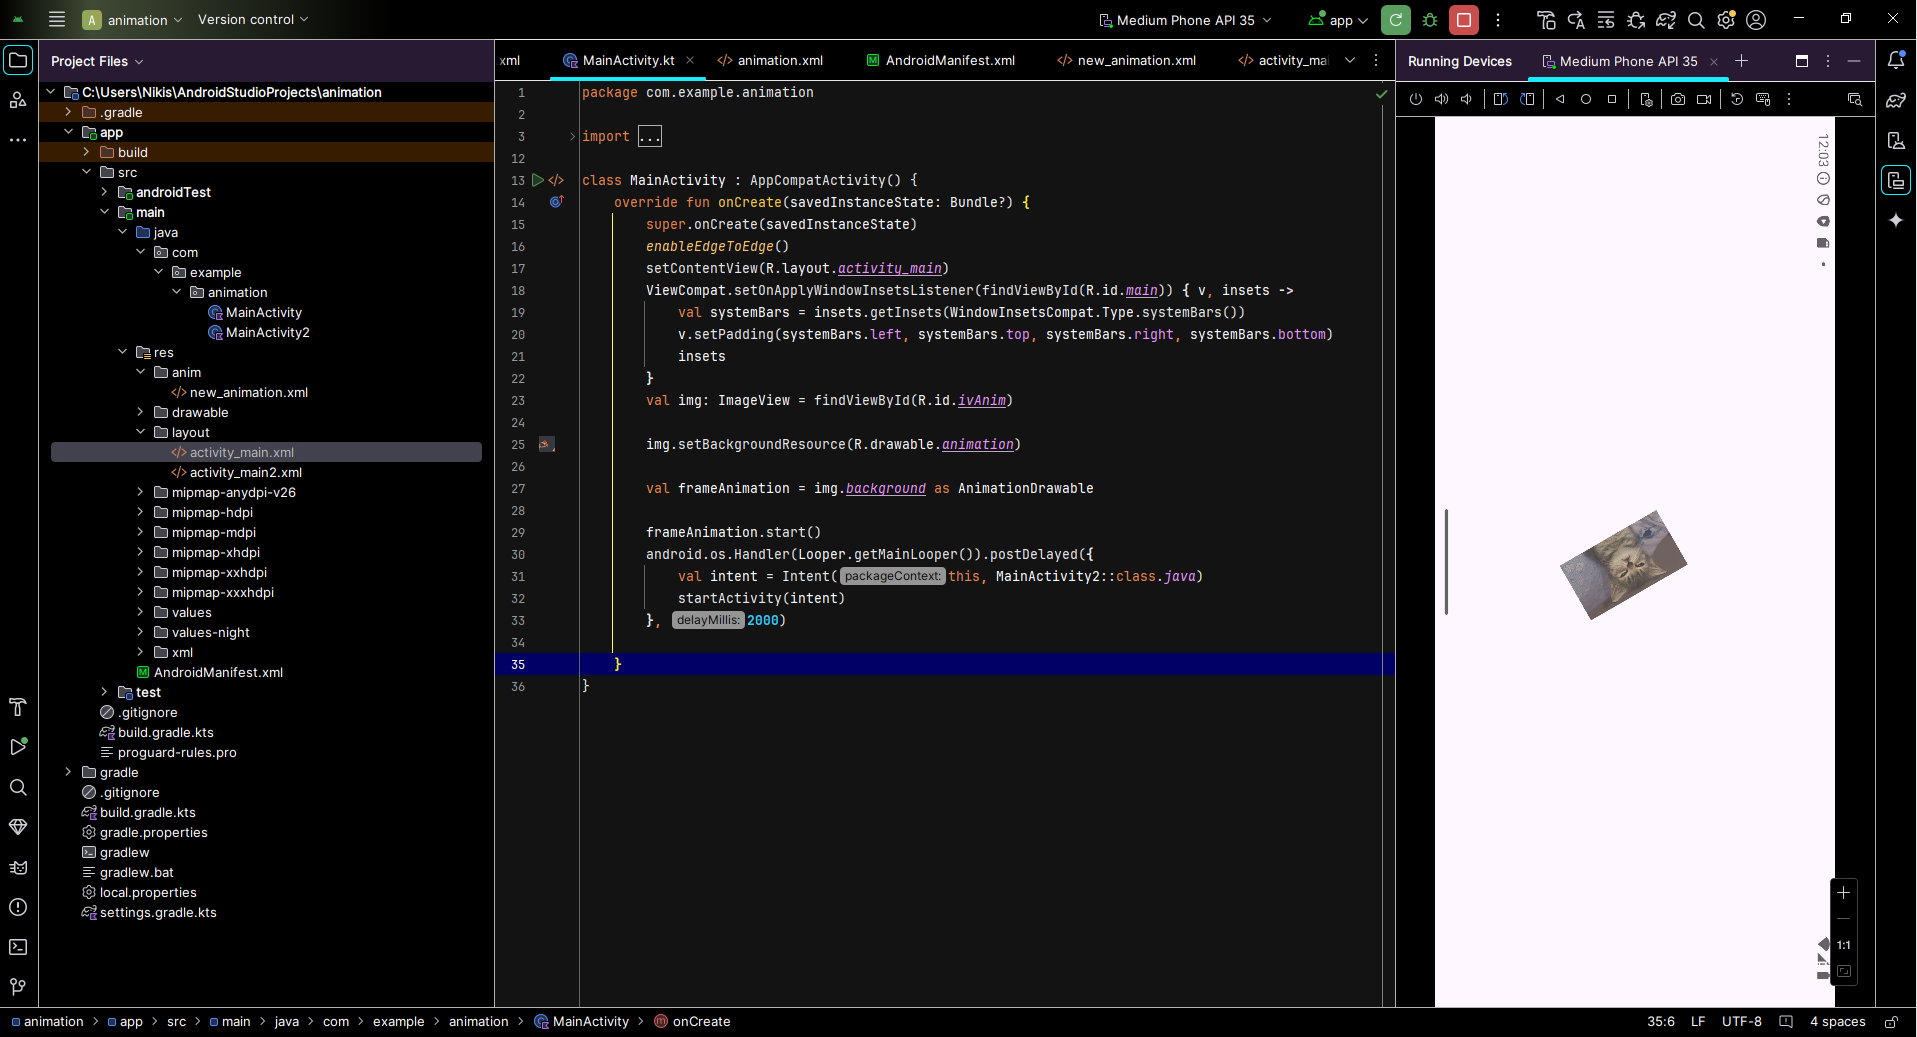 A animation Version control Medium Phone API 35 app
Project Files
xml MainActivity.kt animation.xml AndroidManifest.xml new_animation.xml activity_mai
Running Devices Medium Phone API 35
C:\Users\Nikis\AndroidStudioProjects\animation
.gradle
app
build
src
androidTest
main
java
com
example
animation
MainActivity
MainActivity2
res
anim
new_animation.xml
drawable
layout
activity_main.xml
activity_main2.xml
mipmap-anydpi-v26
mipmap-hdpi
mipmap-mdpi
mipmap-xhdpi
mipmap-xxhdpi
mipmap-xxxhdpi
values
values-night
xml
AndroidManifest.xml
test
.gitignore
build.gradle.kts
proguard-rules.pro
gradle
.gitignore
build.gradle.kts
gradle.properties
gradlew
gradlew.bat
local.properties
settings.gradle.kts
1 package com.example.animation
2
3 import ...
12
13 class MainActivity : AppCompatActivity() {
14 override fun onCreate(savedInstanceState: Bundle?) {
15 super.onCreate(savedInstanceState)
16 enableEdgeToEdge()
17 setContentView(R.layout.activity_main)
18 ViewCompat.setOnApplyWindowInsetsListener(findViewById(R.id.main)) { v, insets ->
19 val systemBars = insets.getInsets(WindowInsetsCompat.Type.systemBars())
20 v.setPadding(systemBars.left, systemBars.top, systemBars.right, systemBars.bottom)
21 insets
22 }
23 val img: ImageView = findViewById(R.id.ivAnim)
24
25 img.setBackgroundResource(R.drawable.animation)
26
27 val frameAnimation = img.background as AnimationDrawable
28
29 frameAnimation.start()
30 android.os.Handler(Looper.getMainLooper()).postDelayed({
31 val intent = Intent( packageContext: this, MainActivity2::class.java)
32 startActivity(intent)
33 }, delayMillis: 2000)
34
35 }
36 }
12:03
1:1
animation > app > src > main > java > com > example > animation > MainActivity > onCreate
35:6 LF UTF-8 4 spaces